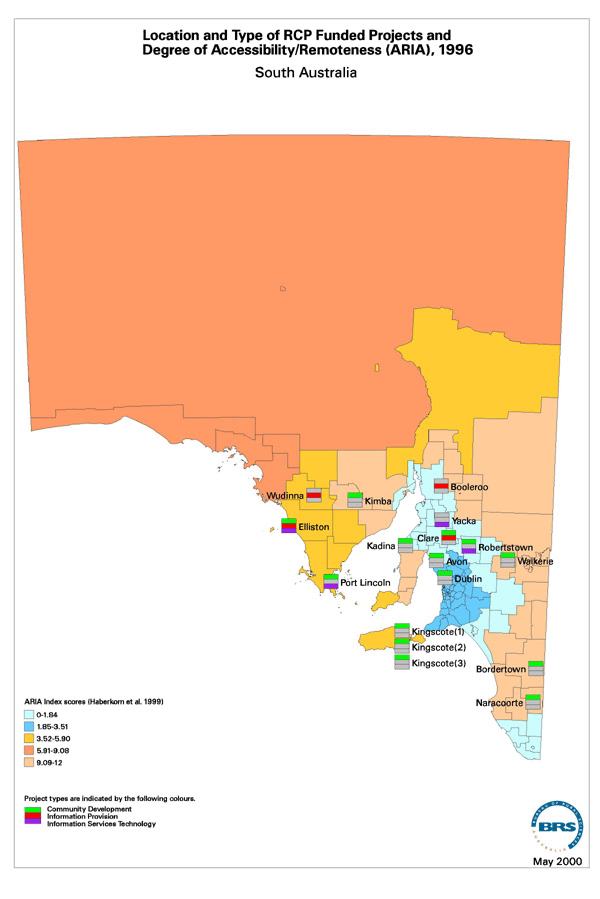 Location and Type of RCP Funded Projects and
Degree of Accessibility/Remoteness (ARIA), 1996
South Australia
Booleroo
Wudinna
Kimba
Yacka
Elliston
Clare
Kadina
Robertstown
Avon
Waikerie
Dublin
Port Lincoln
Kingscote(1)
Kingscote(2)
Kingscote(3)
Bordertown
Naracoorte
ARIA Index scores (Haberkorn et al. 1999)
0-1.84
1.85-3.51
3.52-5.90
5.91-9.08
9.09-12
Project types are indicated by the following colours.
Community Development
Information Provision
Information Services Technology
BRS
May 2000